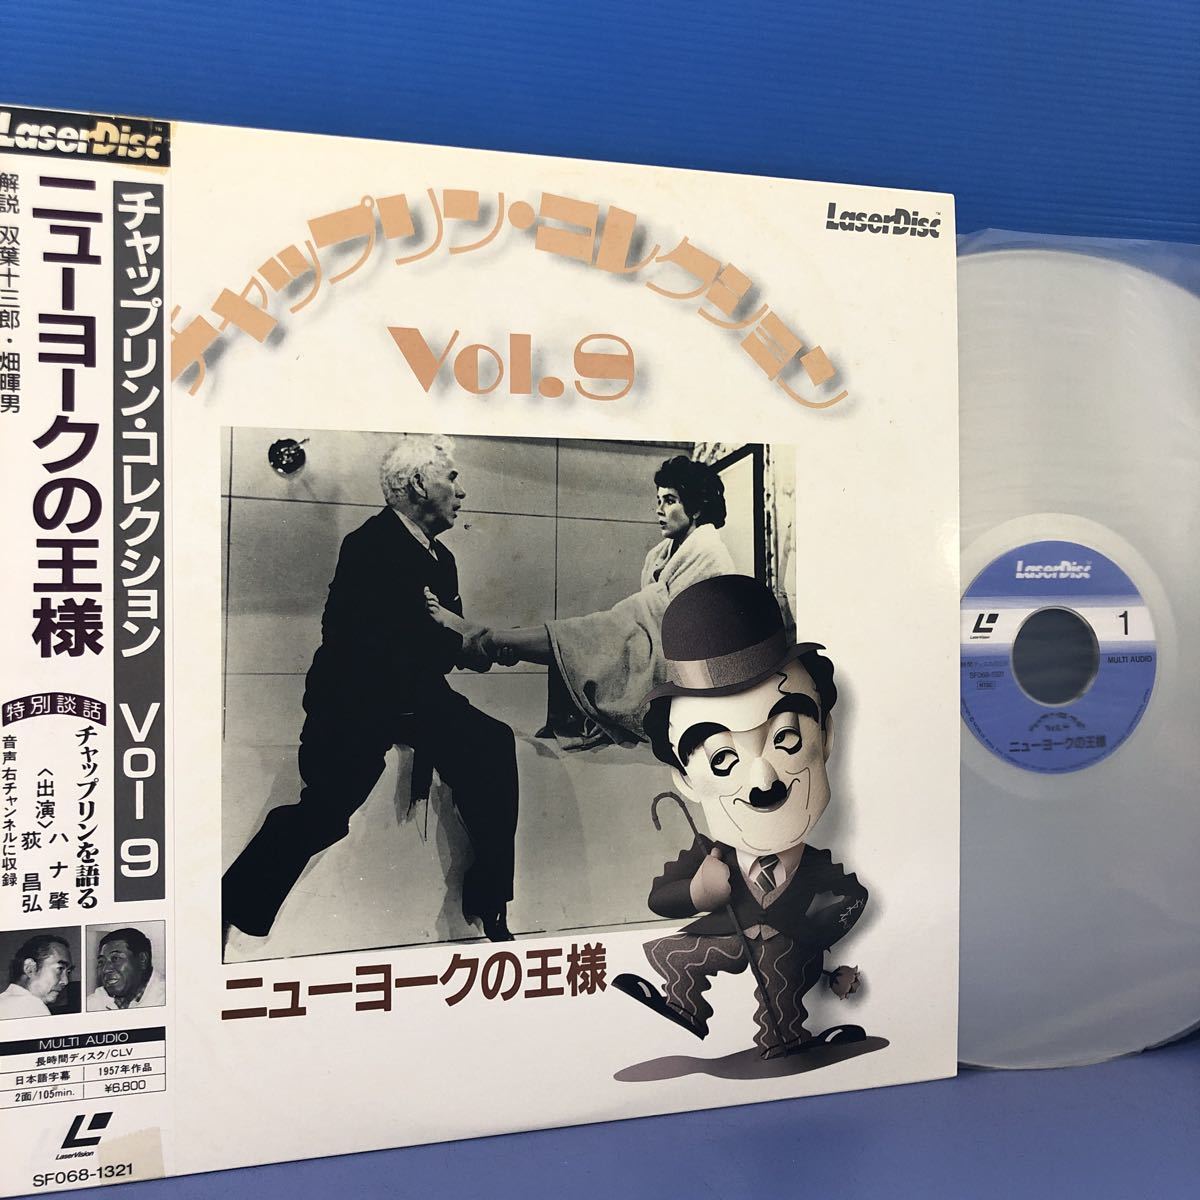 LaserDisc
チャップリン・コレクション Vol 9
ニューヨークの王様
解説 双葉十三郎・畑暉男
特別談話
チャップリンを語る
〈出演〉ハナ肇
荻昌弘
音声右チャンネルに収録
MULTI AUDIO
長時間ディスク/CLV
日本語字幕
1957年作品
2面/105min.
¥6,800
LaserVision
SF068-1321
LaserDisc
チャップリン・コレクション
Vol.9
ニューヨークの王様
LaserDisc
LaserVision
1
MULTI AUDIO
SF068-1321
NTSC
Vol.9
ニューヨークの王様